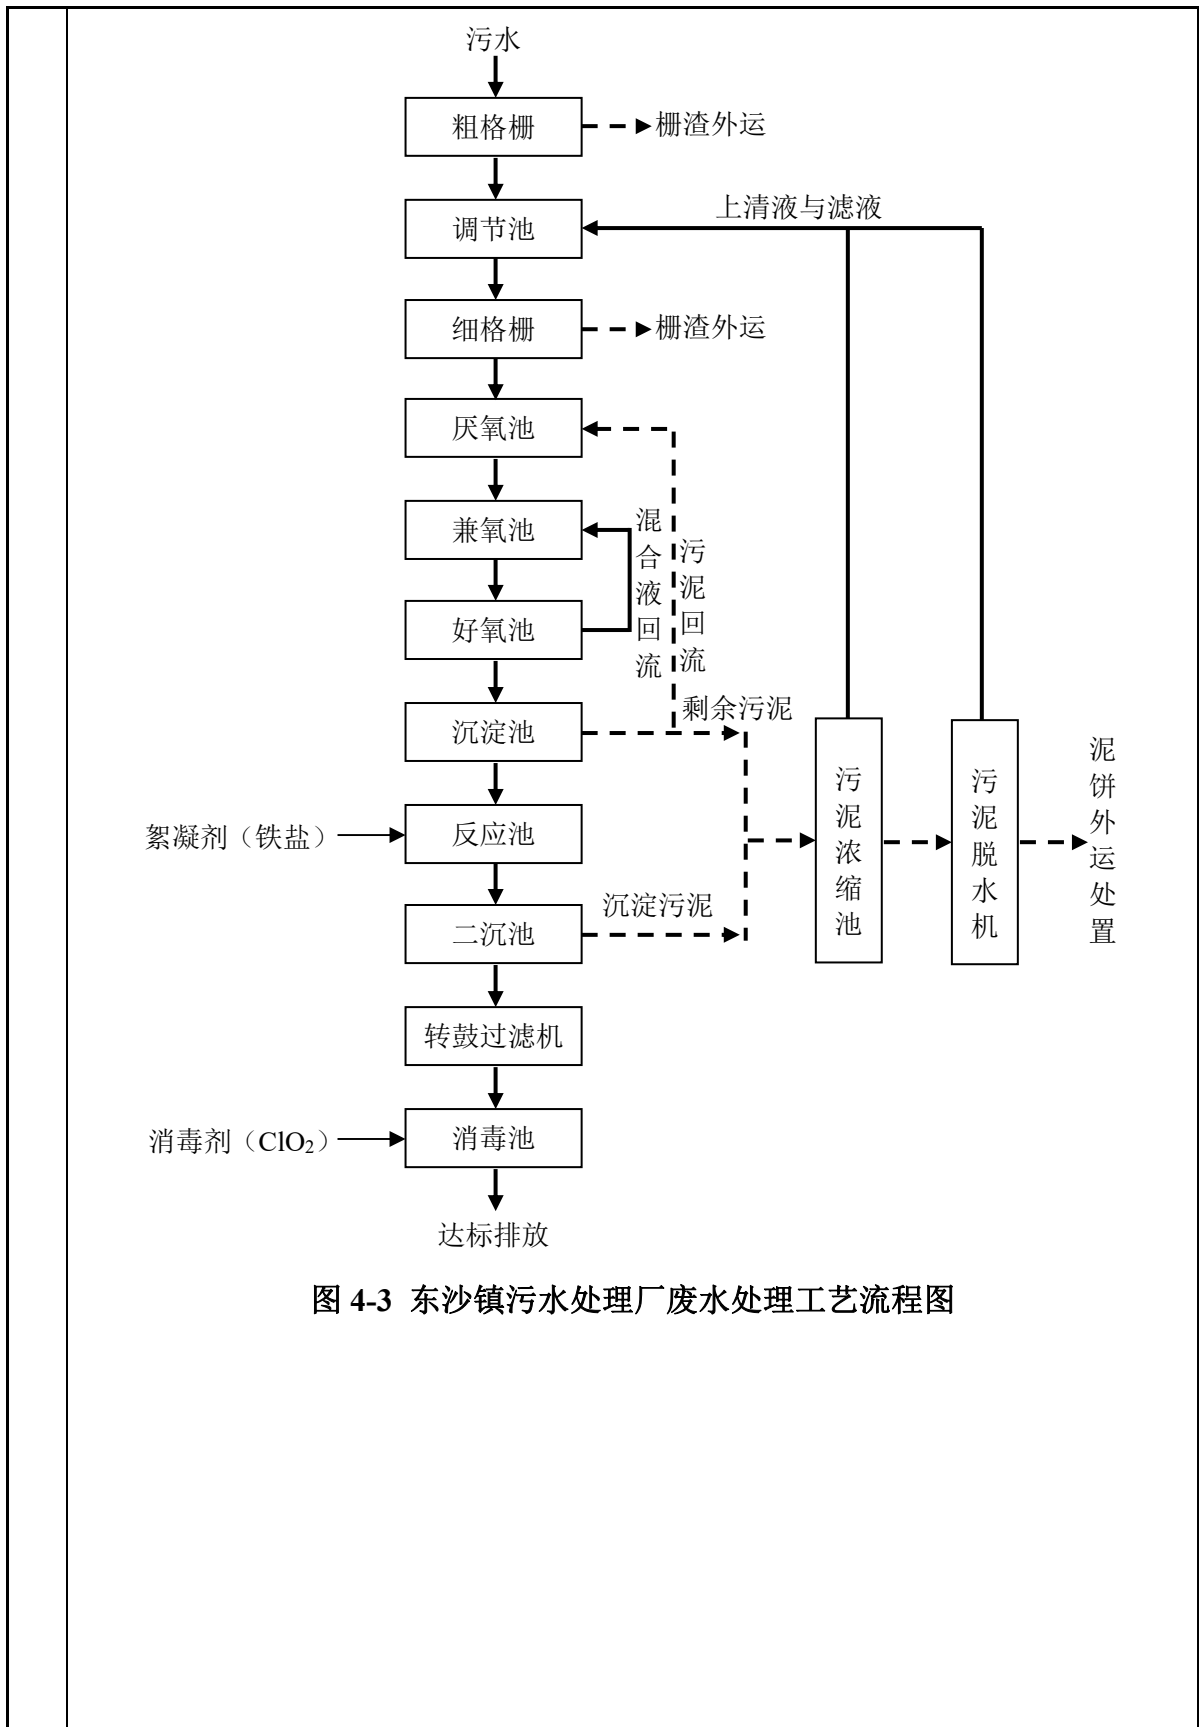 污水
粗格栅
栅渣外运
上清液与滤液
调节池
细格栅
栅渣外运
厌氧池
兼氧池
混合液回流
污泥回流
好氧池
剩余污泥
沉淀池
污泥浓缩池
污泥脱水机
泥饼外运处置
絮凝剂（铁盐）
反应池
沉淀污泥
二沉池
转鼓过滤机
消毒剂（ClO₂）
消毒池
达标排放
图 4-3 东沙镇污水处理厂废水处理工艺流程图